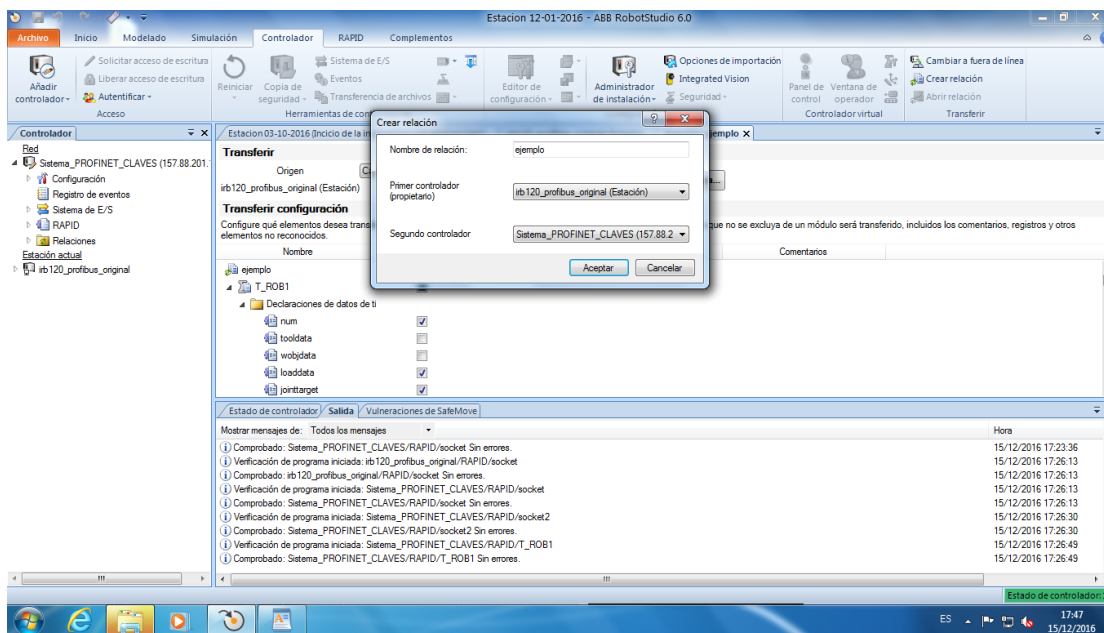 Estacion 12-01-2016 - ABB RobotStudio 6.0
Archivo Inicio Modelado Simulación Controlador RAPID Complementos
Añadir controlador
Solicitar acceso de escritura
Liberar acceso de escritura
Autentificar
Acceso
Reiniciar
Copia de seguridad
Sistema de E/S
Eventos
Transferencia de archivos
Herramientas de con
Editor de configuración
Administrador de instalación
Opciones de importación
Integrated Vision
Seguridad
Panel de control
Ventana de operador
Controlador virtual
Cambiar a fuera de línea
Crear relación
Abrir relación
Transferir
Controlador
Red
Sistema_PROFINET_CLAVES (157.88.201.
Configuración
Registro de eventos
Sistema de E/S
RAPID
Relaciones
Estación actual
irb120_profibus_original
Estacion 03-10-2016 (Incicio de la in
emplo X
Transferir
Origen
irb120_profibus_original (Estación)
Transferir configuración
Configure qué elementos desea trans
que no se excluya de un módulo será transferido, incluidos los comentarios, registros y otros
elementos no reconocidos.
Nombre
Comentarios
ejemplo
T_ROB1
Declaraciones de datos de ti
num
tooldata
wobjdata
loaddata
jointtarget
Crear relación
Nombre de relación: ejemplo
Primer controlador (propietario) irb120_profibus_original (Estación)
Segundo controlador Sistema_PROFINET_CLAVES (157.88.2
Aceptar Cancelar
Estado de controlador Salida Vulneraciones de SafeMove
Mostrar mensajes de: Todos los mensajes
Hora
Comprobado: Sistema_PROFINET_CLAVES/RAPID/socket Sin errores. 15/12/2016 17:23:36
Verificación de programa iniciada: irb120_profibus_original/RAPID/socket 15/12/2016 17:26:13
Comprobado: irb120_profibus_original/RAPID/socket Sin errores. 15/12/2016 17:26:13
Verificación de programa iniciada: Sistema_PROFINET_CLAVES/RAPID/socket 15/12/2016 17:26:13
Comprobado: Sistema_PROFINET_CLAVES/RAPID/socket Sin errores. 15/12/2016 17:26:13
Verificación de programa iniciada: Sistema_PROFINET_CLAVES/RAPID/socket2 15/12/2016 17:26:30
Comprobado: Sistema_PROFINET_CLAVES/RAPID/socket2 Sin errores. 15/12/2016 17:26:30
Verificación de programa iniciada: Sistema_PROFINET_CLAVES/RAPID/T_ROB1 15/12/2016 17:26:49
Comprobado: Sistema_PROFINET_CLAVES/RAPID/T_ROB1 Sin errores. 15/12/2016 17:26:49
Estado de controlador:
ES
17:47
15/12/2016